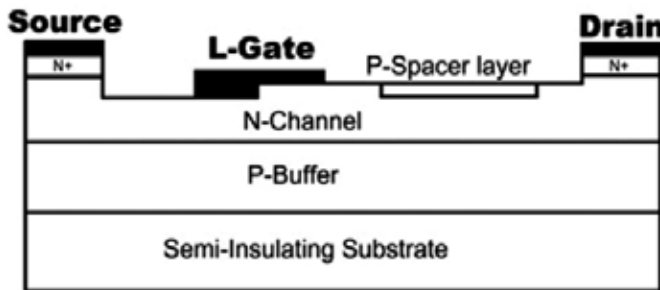 Source
Drain
L-Gate
N+
P-Spacer layer
N+
N-Channel
P-Buffer
Semi-Insulating Substrate